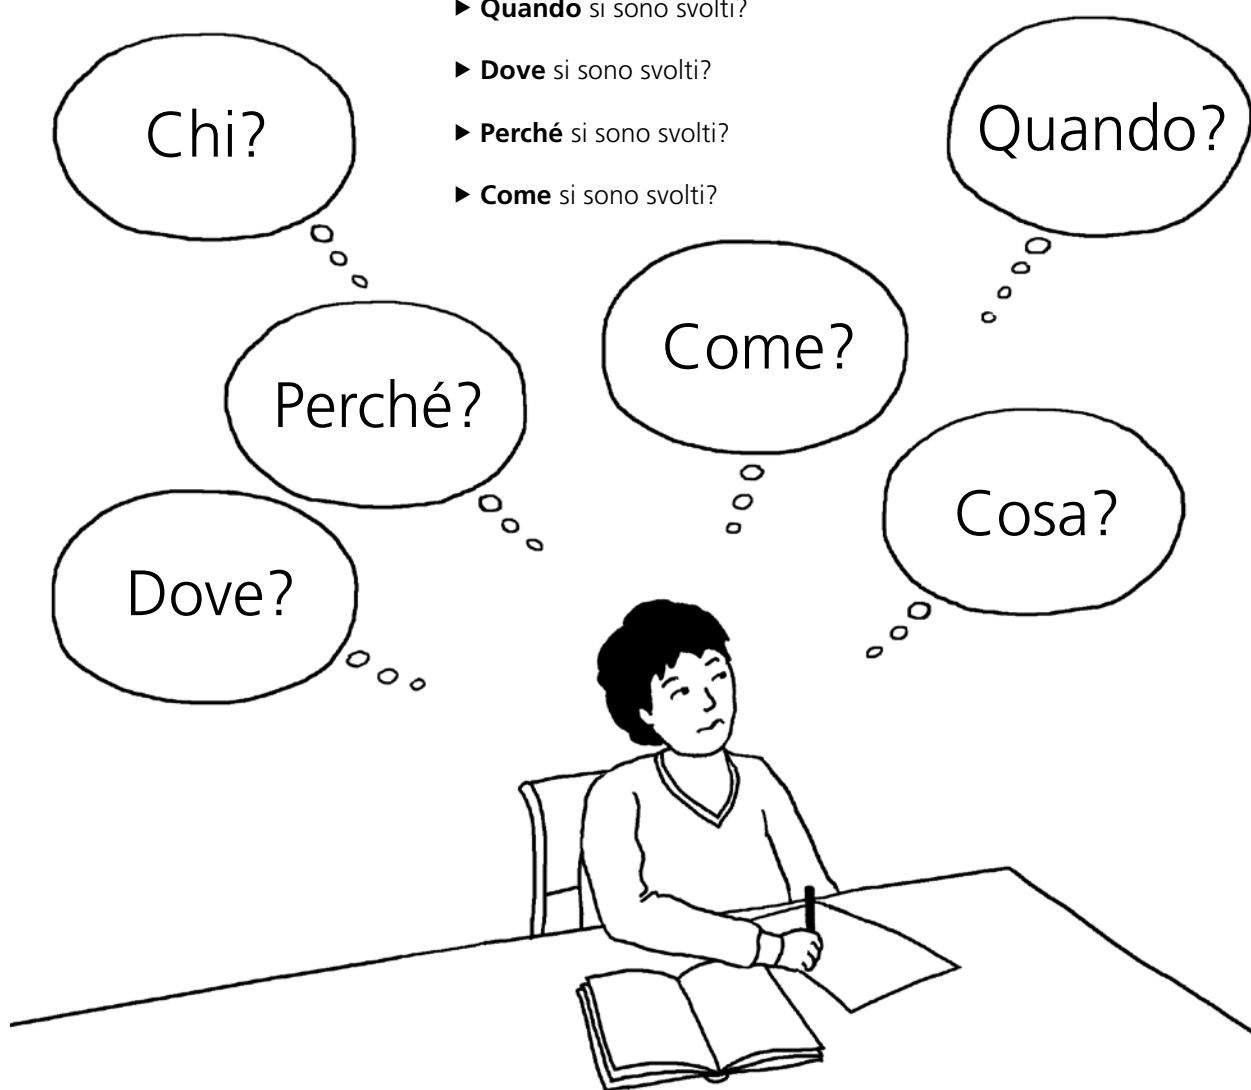 ▶ Quando si sono svolti?
▶ Dove si sono svolti?
▶ Perché si sono svolti?
▶ Come si sono svolti?
Chi?
Quando?
Come?
Perché?
Cosa?
Dove?